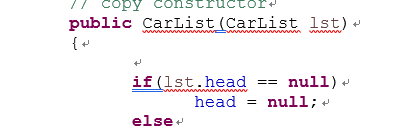 // copy constructor
public CarList(CarList lst)
{
if(lst.head == null)
head = null;
else